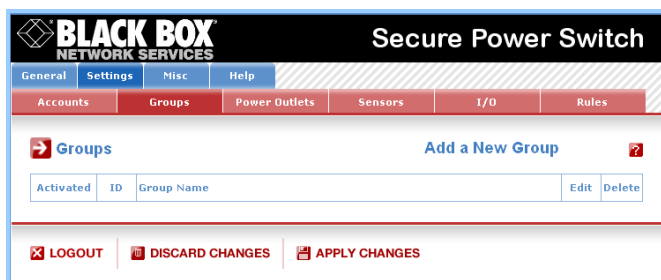 BLACK BOX
NETWORK SERVICES
Secure Power Switch
General Settings Misc Help
Accounts Groups Power Outlets Sensors I/O Rules
Groups Add a New Group ?
Activated ID Group Name Edit Delete
LOGOUT DISCARD CHANGES APPLY CHANGES